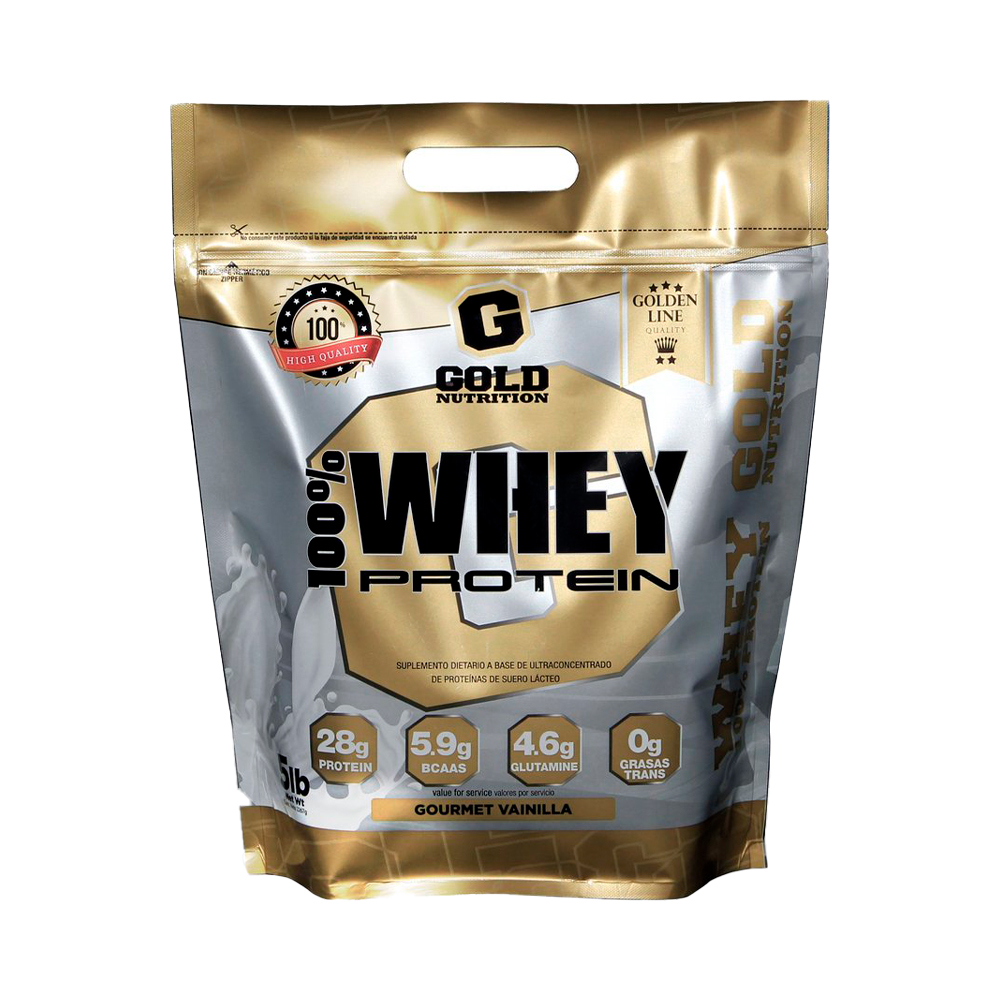 No consumir este producto si la faja de seguridad se encuentra violada
ZIPPER
100%
HIGH QUALITY
G
GOLD
NUTRITION
GOLDEN
LINE
QUALITY
100%
WHEY
PROTEIN
SUPLEMENTO DIETARIO A BASE DE ULTRACONCENTRADO
DE PROTEÍNAS DE SUERO LÁCTEO
28g
PROTEIN
5.9g
BCAAS
4.6g
GLUTAMINE
0g
GRASAS
TRANS
5lb
Net Wt
value for service valores por servicio
GOURMET VAINILLA
WHEY GOLD
PROTEIN NUTRITION